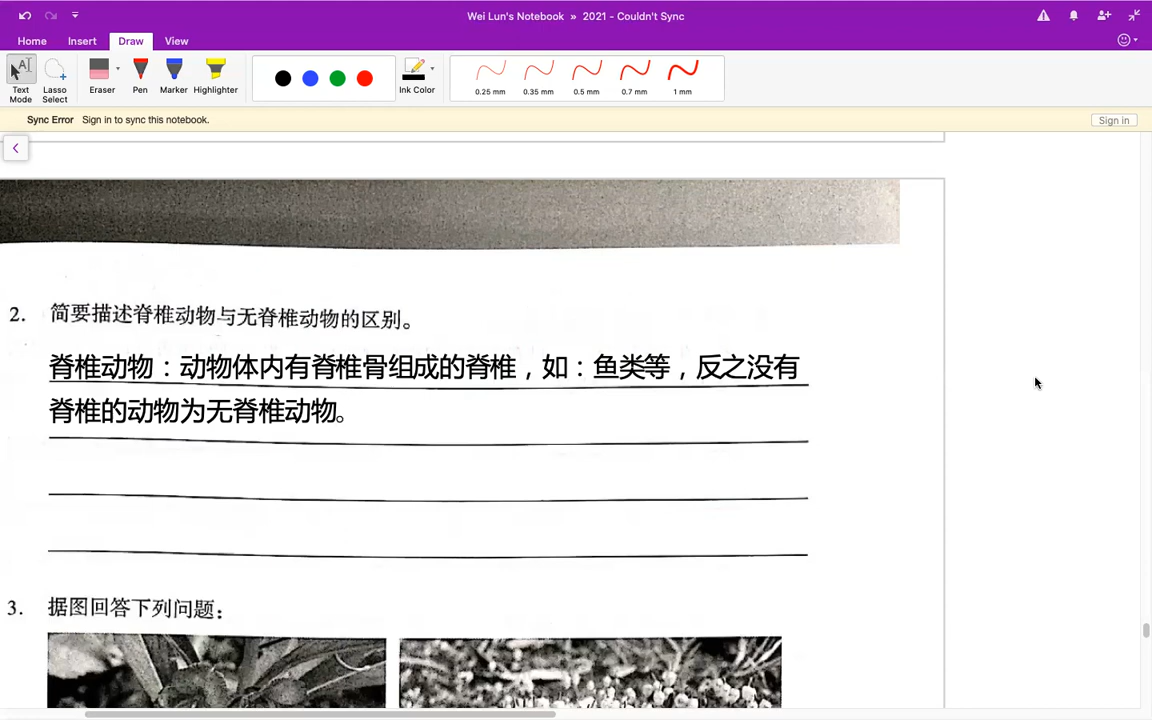 Wei Lun's Notebook » 2021 - Couldn't Sync
Home Insert Draw View
Text Mode
Lasso Select
Eraser
Pen
Marker
Highlighter
Ink Color
0.25 mm
0.35 mm
0.5 mm
0.7 mm
1 mm
Sync Error Sign in to sync this notebook.
Sign in
2. 简要描述脊椎动物与无脊椎动物的区别。
脊椎动物：动物体内有脊椎骨组成的脊椎，如：鱼类等，反之没有
脊椎的动物为无脊椎动物。
3. 据图回答下列问题：